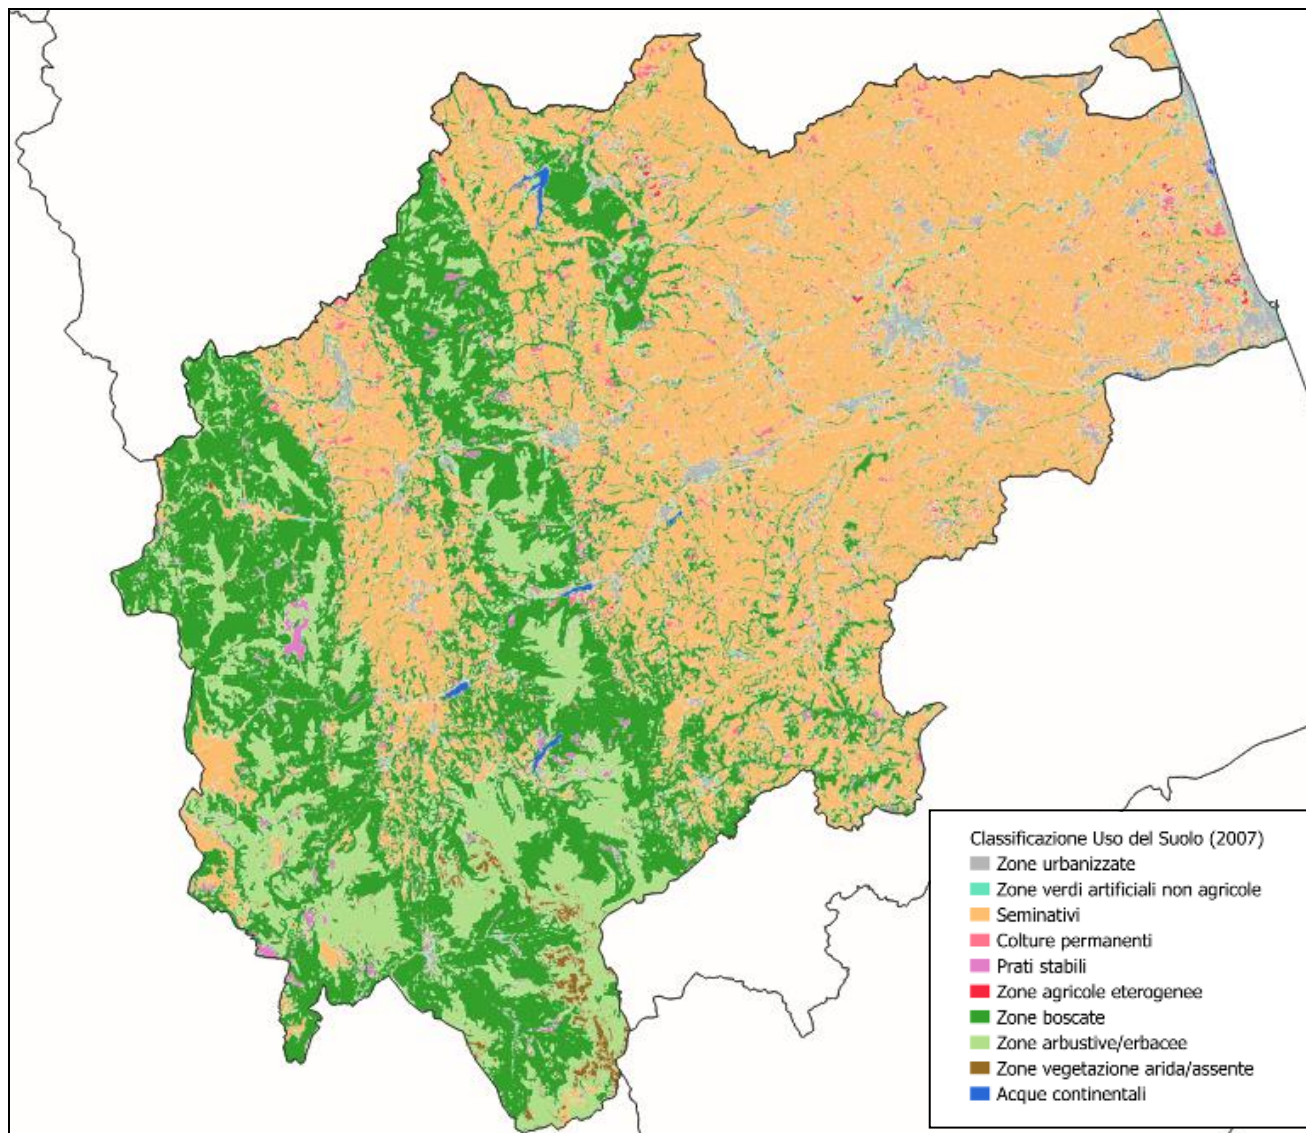 Classificazione Uso del Suolo (2007)
Zone urbanizzate
Zone verdi artificiali non agricole
Seminativi
Colture permanenti
Prati stabili
Zone agricole eterogenee
Zone boscate
Zone arbustive/erbacee
Zone vegetazione arida/assente
Acque continentali